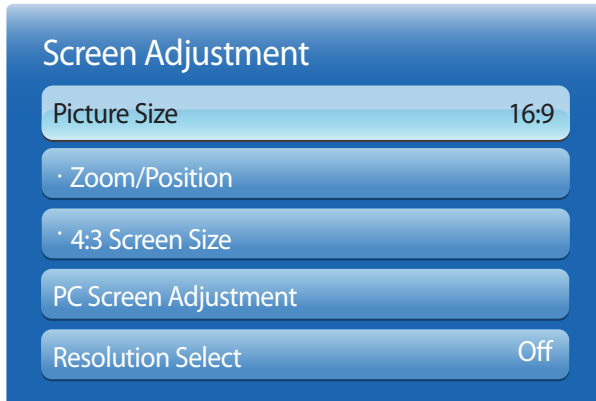 Screen Adjustment
Picture Size 16:9
· Zoom/Position
· 4:3 Screen Size
PC Screen Adjustment
Resolution Select Off